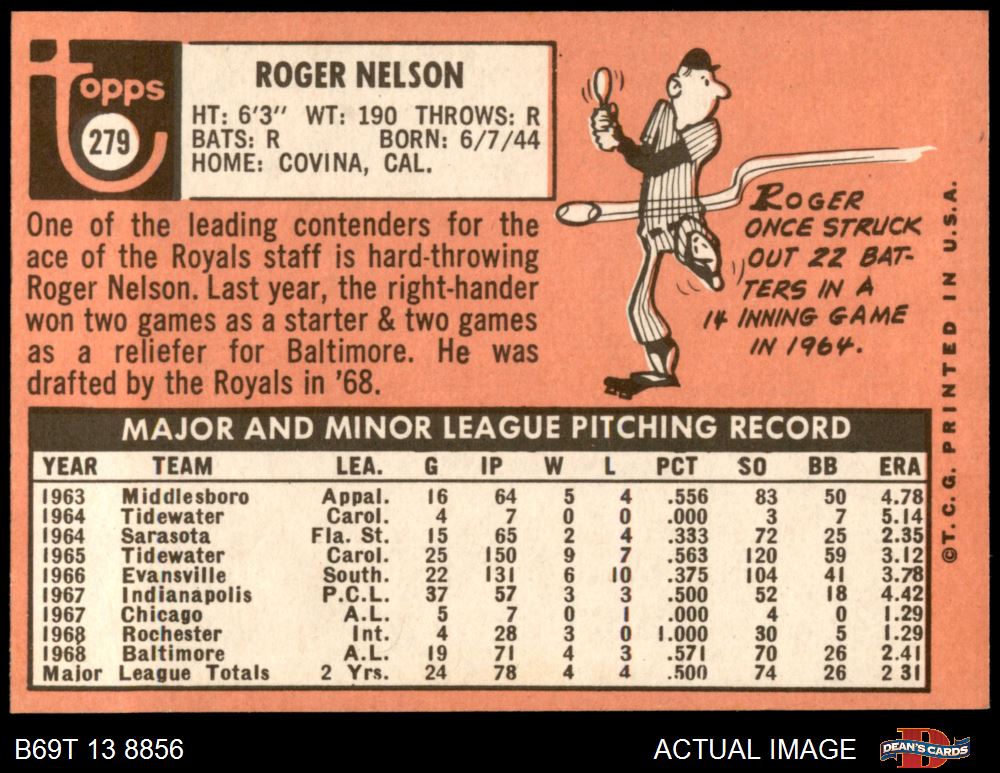 Topps
279
ROGER NELSON
HT: 6'3" WT: 190 THROWS: R
BATS: R BORN: 6/7/44
HOME: COVINA, CAL.
One of the leading contenders for the
ace of the Royals staff is hard-throwing
Roger Nelson. Last year, the right-hander
won two games as a starter & two games
as a reliefer for Baltimore. He was
drafted by the Royals in '68.
ROGER
ONCE STRUCK
OUT 22 BAT-
TERS IN A
14 INNING GAME
IN 1964.
MAJOR AND MINOR LEAGUE PITCHING RECORD
YEAR TEAM LEA. G IP W L PCT SO BB ERA
1963 Middlesboro Appal. 16 64 5 4 .556 83 50 4.78
1964 Tidewater Carol. 4 7 0 0 .000 3 7 5.14
1964 Sarasota Fla. St. 15 65 2 4 .333 72 25 2.35
1965 Tidewater Carol. 25 150 9 7 .563 120 59 3.12
1966 Evansville South. 22 131 6 10 .375 104 41 3.78
1967 Indianapolis P.C.L. 37 57 3 3 .500 52 18 4.42
1967 Chicago A.L. 5 7 0 1 .000 4 0 1.29
1968 Rochester Int. 4 28 3 0 1.000 30 5 1.29
1968 Baltimore A.L. 19 71 4 3 .571 70 26 2.41
Major League Totals 2 Yrs. 24 78 4 4 .500 74 26 2 31
©T. C. G. PRINTED IN U.S.A.
B69T 13 8856
ACTUAL IMAGE
DEAN'S CARDS